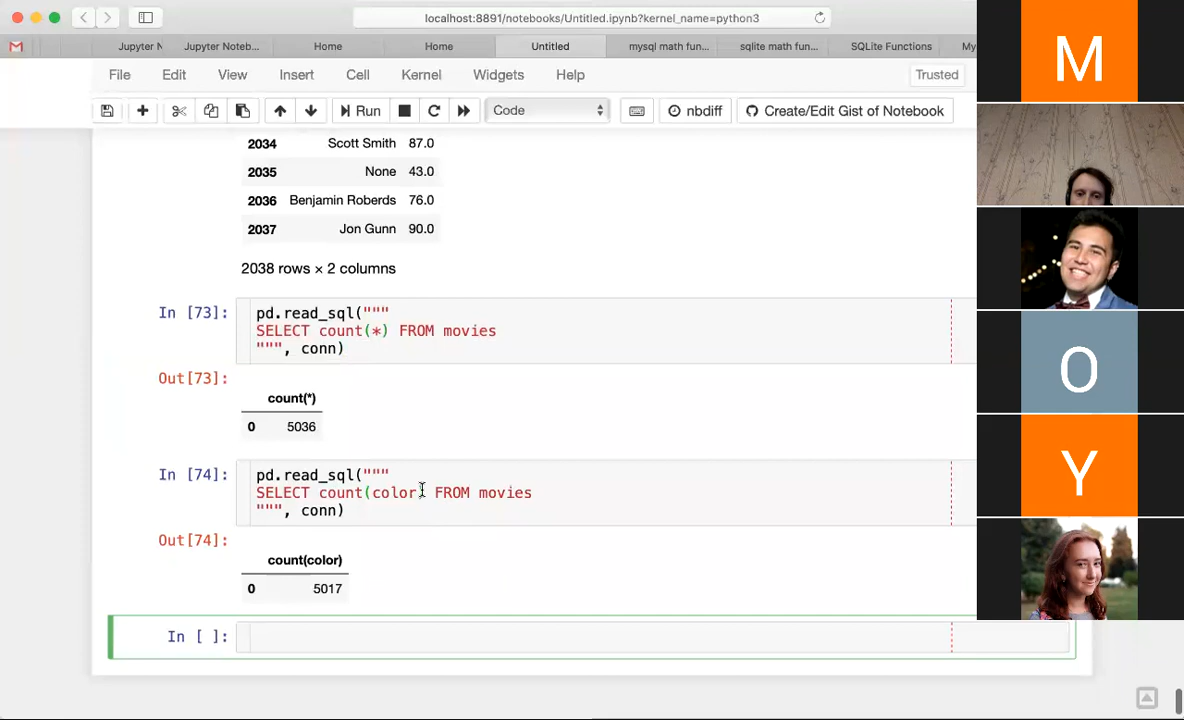 localhost:8891/notebooks/Untitled.ipynb?kernel_name=python3
Jupyter N
Jupyter Noteb...
Home
Home
Untitled
mysql math fun...
sqlite math fun...
SQLite Functions
My
File
Edit
View
Insert
Cell
Kernel
Widgets
Help
Trusted
Run
Code
nbdiff
Create/Edit Gist of Notebook
2034 Scott Smith 87.0
2035 None 43.0
2036 Benjamin Roberds 76.0
2037 Jon Gunn 90.0
2038 rows × 2 columns
In [73]: pd.read_sql("""
SELECT count(*) FROM movies
""", conn)
Out[73]:
count(*)
0 5036
In [74]: pd.read_sql("""
SELECT count(color) FROM movies
""", conn)
Out[74]:
count(color)
0 5017
In [ ]:
M
O
Y